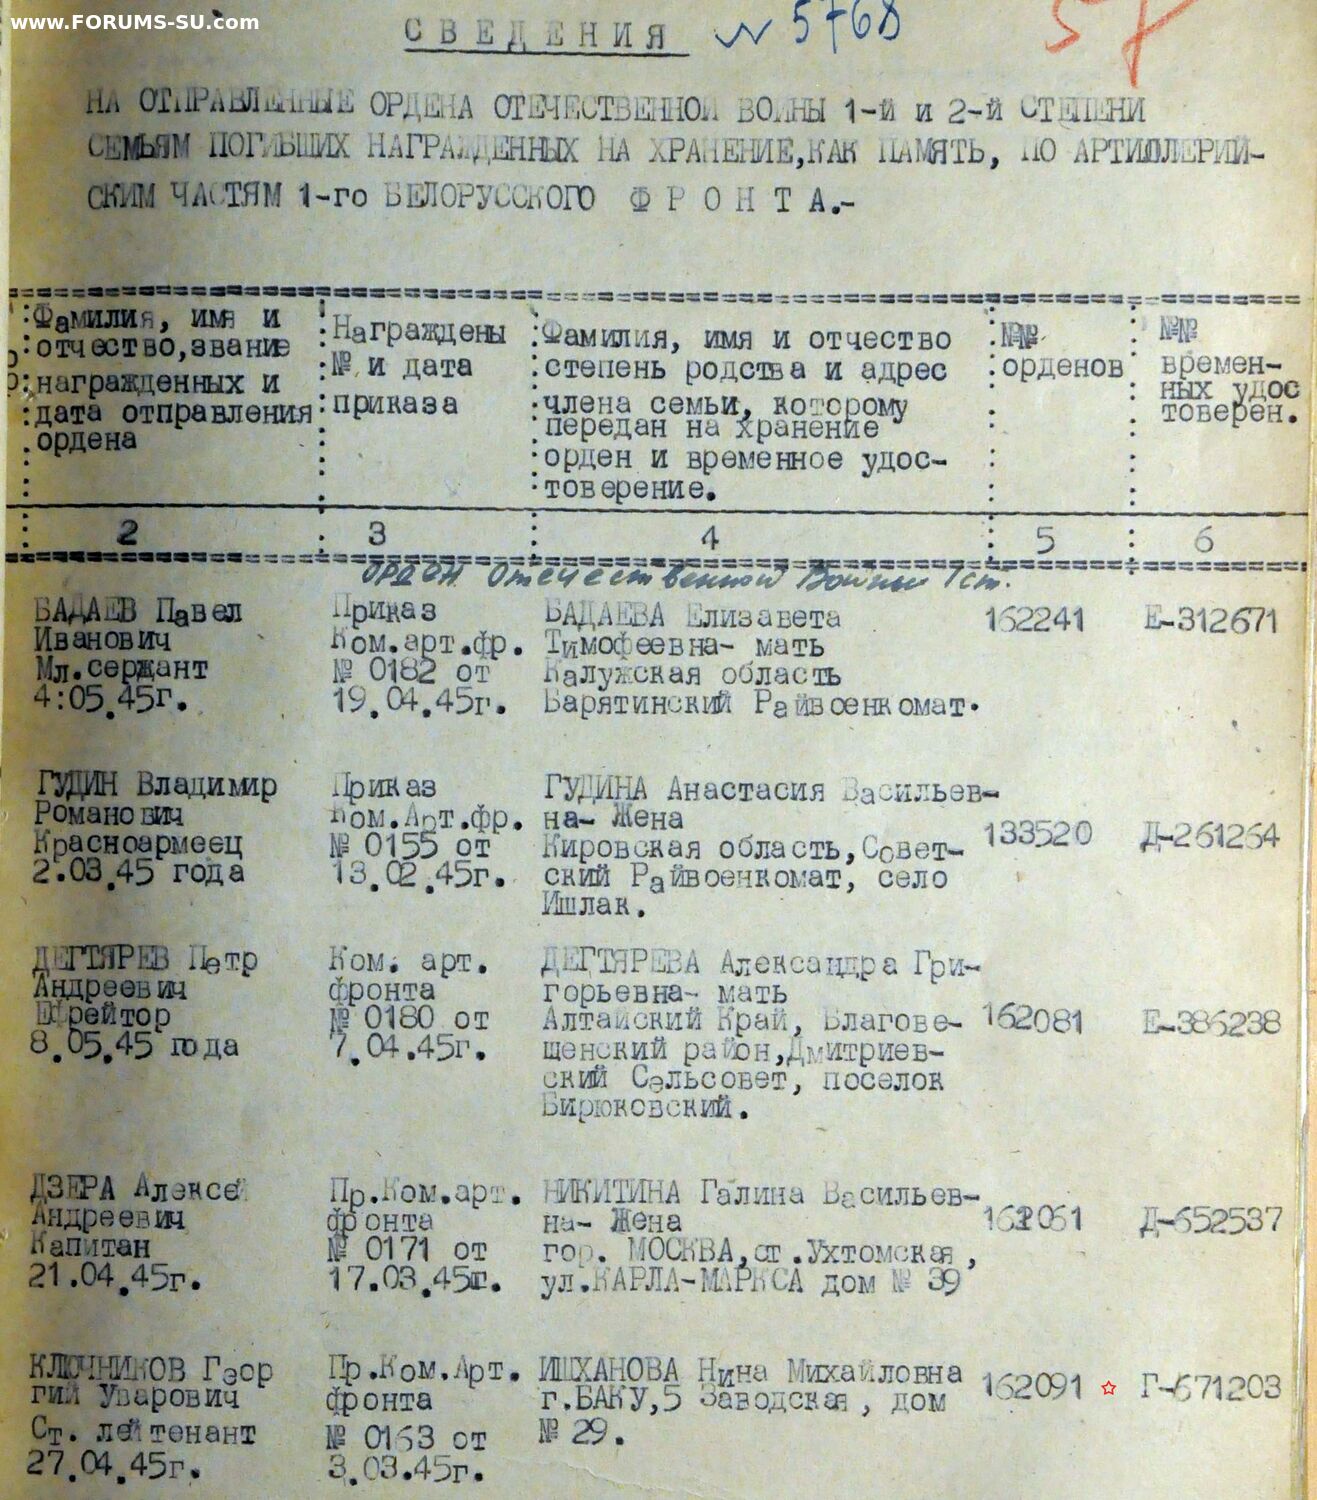 www.FORUMS-SU.com
СВЕДЕНИЯ № 5768 57
НА ОТПРАВЛЕННЫЕ ОРДЕНА ОТЕЧЕСТВЕННОЙ ВОЙНЫ 1-й и 2-й СТЕПЕНИ
СЕМЬЯМ ПОГИБШИХ НАГРАЖДЕННЫХ НА ХРАНЕНИЕ,КАК ПАМЯТЬ, ПО АРТИЛЛЕРИЙ-
СКИМ ЧАСТЯМ 1-го БЕЛОРУССКОГО Ф Р О Н Т А.-
Фамилия, имя и
отчество,звание
награжденных и
дата отправления
ордена
Награждены
№ и дата
приказа
Фамилия, имя и отчество
степень родства и адрес
члена семьи, которому
передан на хранение
орден и временное удос-
товерение.
№№
орденов
№№
времен-
ных удос
товерен.
2 3 4 5 6
Орден Отечественной Войны 1 ст.
БАДАЕВ Павел
Иванович
Мл.сержант
4:05.45г.
Приказ
Ком.арт.фр.
№ 0182 от
19.04.45г.
БАДАЕВА Елизавета
Тимофеевна- мать
Калужская область
Барятинский Райвоенкомат.
162241
Е-312671
ГУДИН Владимир
Романович
Красноармеец
2.03.45 года
Приказ
Ком.Арт.фр.
№ 0155 от
13.02.45г.
ГУДИНА Анастасия Васильев-
на- Жена
Кировская область,Совет-
ский Райвоенкомат, село
Ишлак.
133520
Д-261264
ДЕГТЯРЕВ Петр
Андреевич
Ефрейтор
8.05.45 года
Ком. арт.
фронта
№ 0180 от
7.04.45г.
ДЕГТЯРЕВА Александра Гри-
горьевна- мать
Алтайский Край, Благове-
щенский район,Дмитриев-
ский Сельсовет, поселок
Бирюковский.
162081
Е-386238
ДЗЕРА Алексей
Андреевич
Капитан
21.04.45г.
Пр.Ком.арт.
фронта
№ 0171 от
17.03.45г.
НИКИТИНА Галина Васильев-
на- Жена
гор. МОСКВА,ст.Ухтомская,
ул.КАРЛА-МАРКСА дом № 39
162061
Д-652537
КЛЮЧНИКОВ Геор
гий Уварович
Ст. лейтенант
27.04.45г.
Пр.Ком.Арт.
фронта
№ 0163 от
3.03.45г.
ИШХАНОВА Нина Михайловна
г.БАКУ,5 Заводская, дом
№ 29.
162091
Г-671203